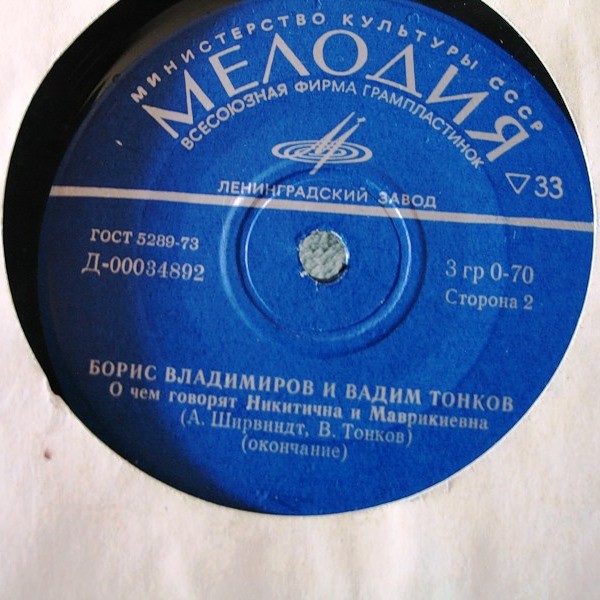 МИНИСТЕРСТВО КУЛЬТУРЫ СССР
МЕЛОДИЯ
ВСЕСОЮЗНАЯ ФИРМА ГРАМПЛАСТИНОК
ЛЕНИНГРАДСКИЙ ЗАВОД
▽33
ГОСТ 5289-73
Д-00034892
3 гр 0-70
Сторона 2
БОРИС ВЛАДИМИРОВ И ВАДИМ ТОНКОВ
О чем говорят Никитична и Маврикиевна
(А. Ширвиндт, В. Тонков)
(окончание)